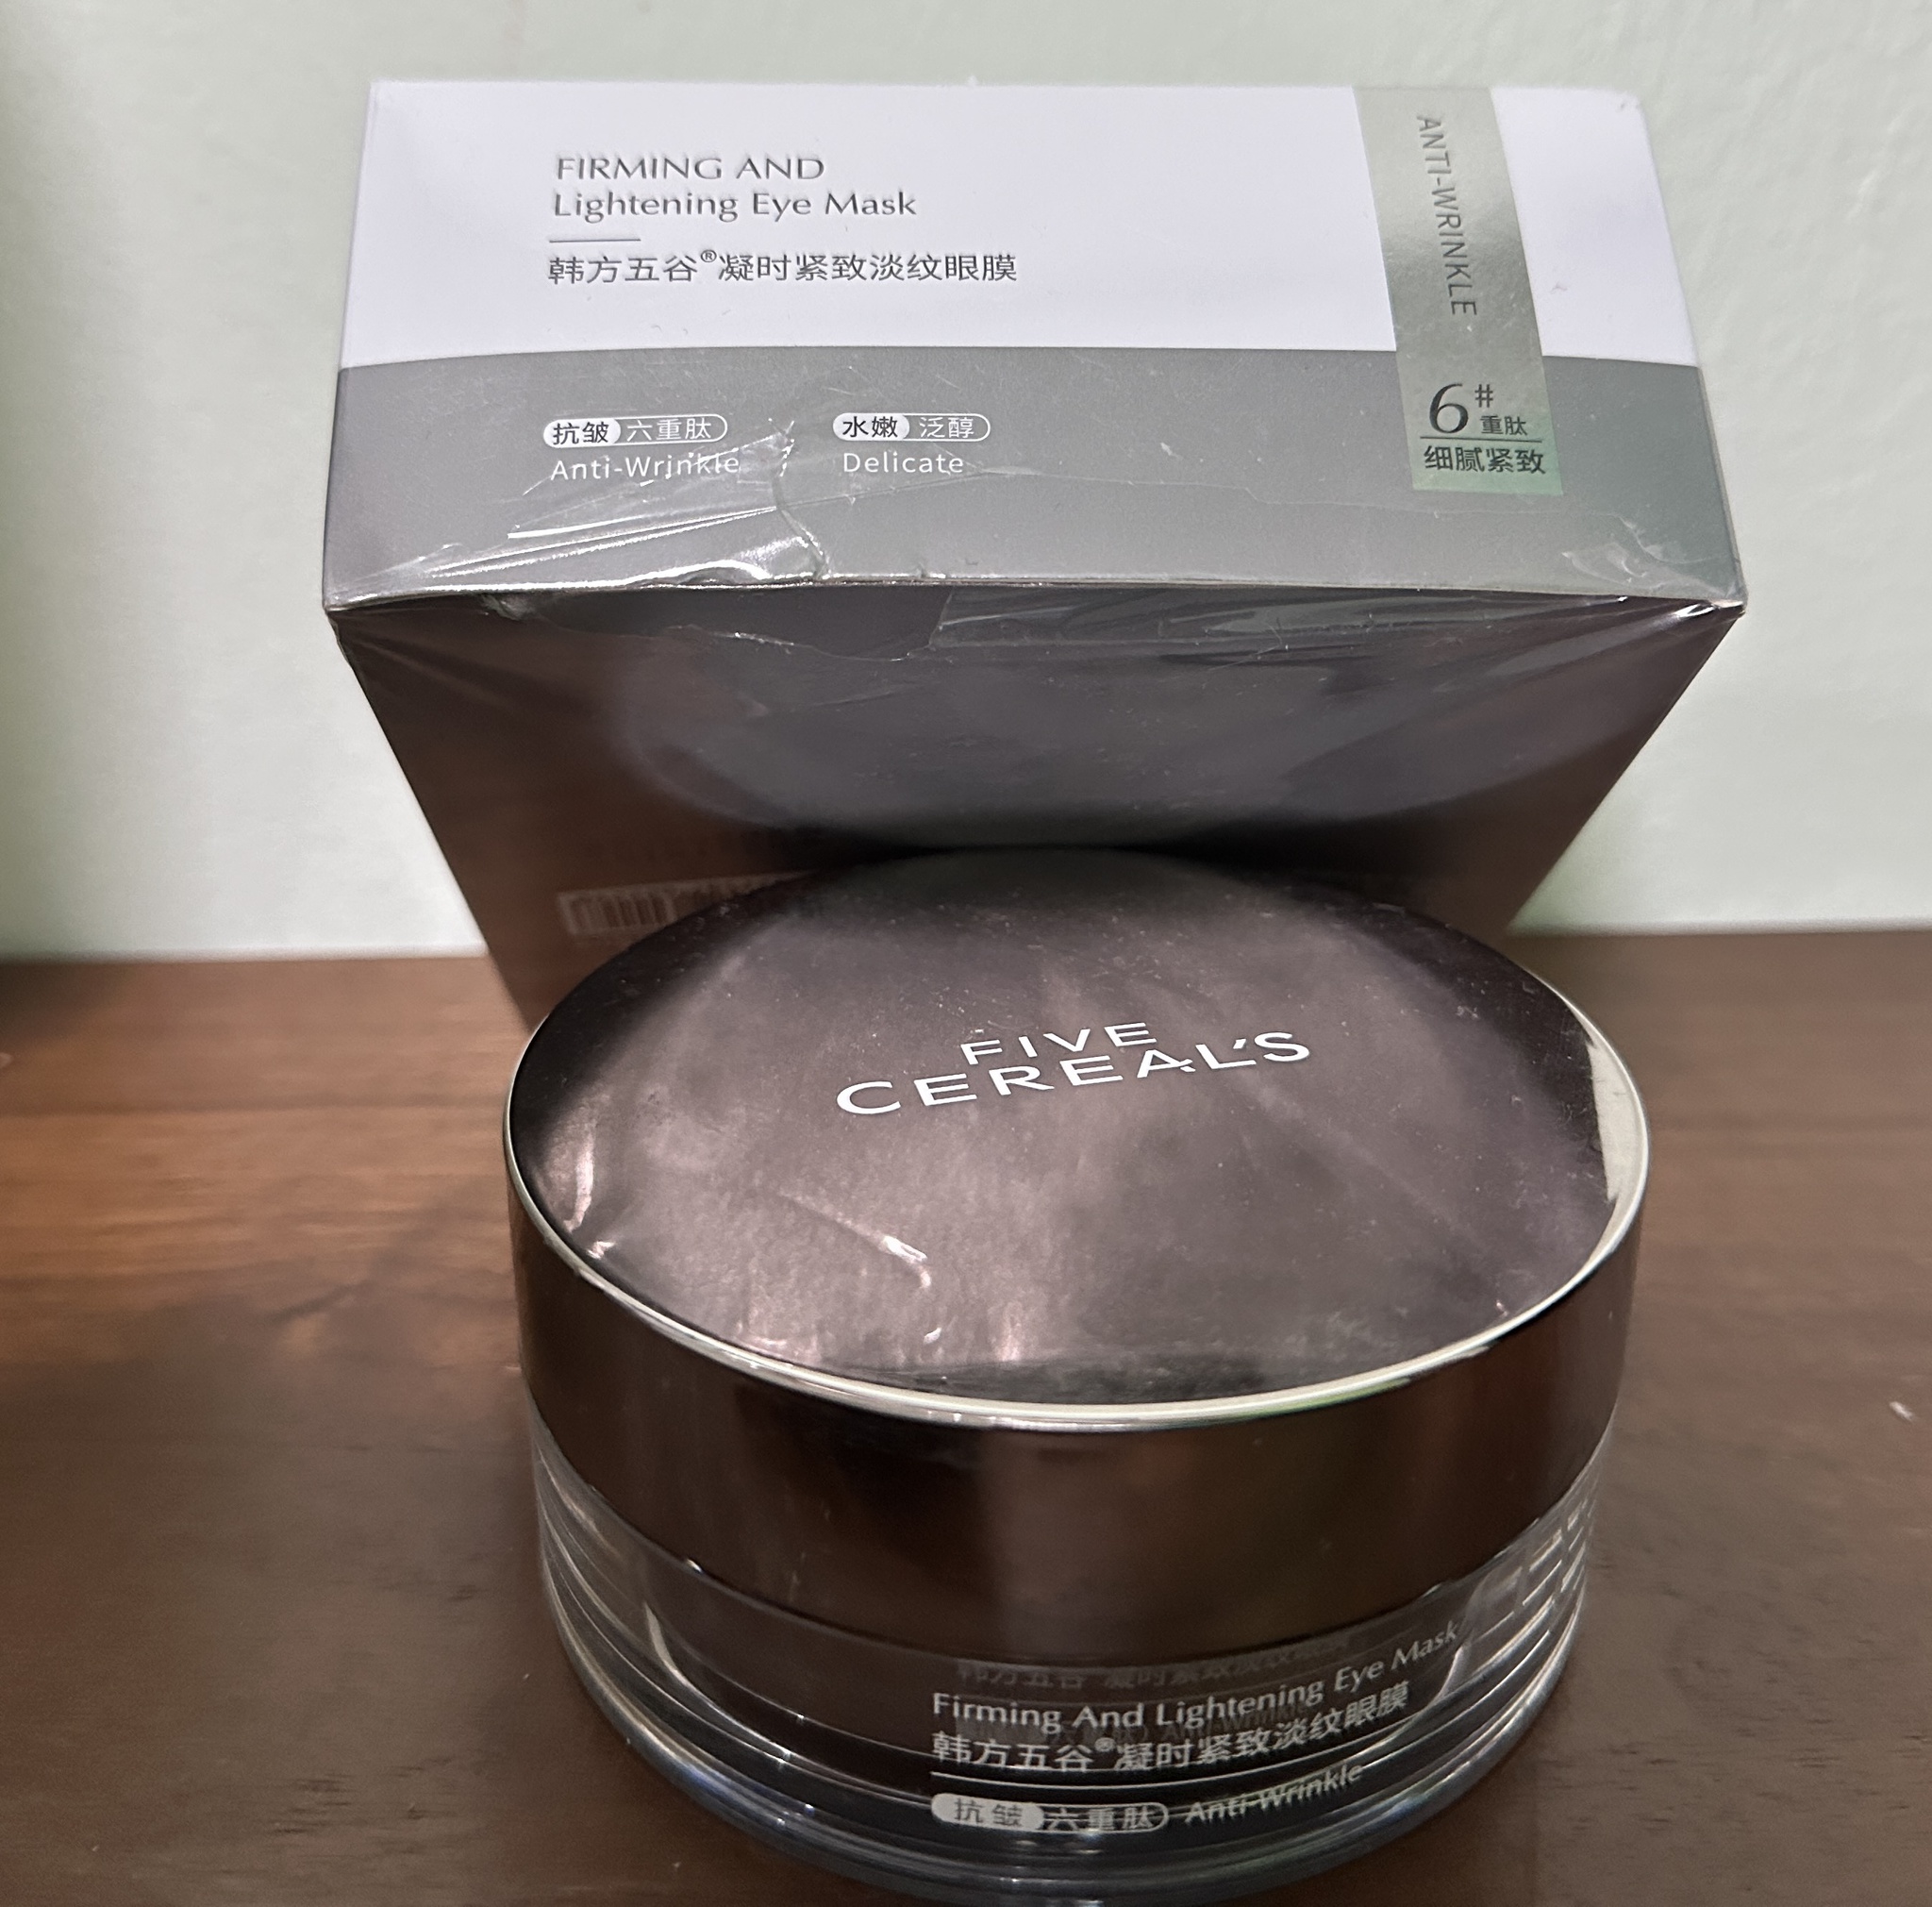 FIRMING AND
Lightening Eye Mask
韩方五谷®凝时紧致淡纹眼膜
抗皱 六重肽
Anti-Wrinkle
水嫩 泛醇
Delicate
ANTI-WRINKLE
6#
重肽
细腻紧致
FIVE
CEREAL'S
Firming And Lightening Eye Mask
韩方五谷®凝时紧致淡纹眼膜
抗皱 六重肽 Anti-Wrinkle